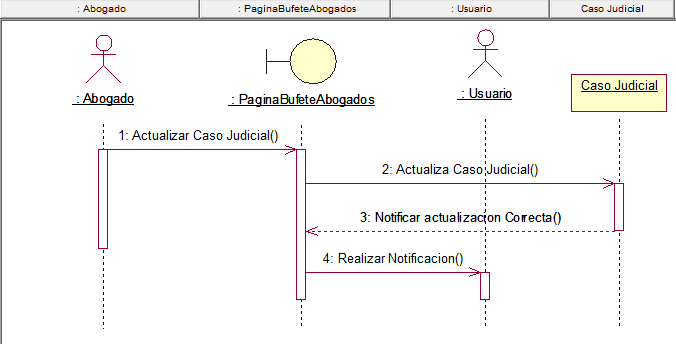 : Abogado
: PaginaBufeteAbogados
: Usuario
Caso Judicial
: Abogado
: PaginaBufeteAbogados
: Usuario
Caso Judicial
1: Actualizar Caso Judicial()
2: Actualiza Caso Judicial()
3: Notificar actualizacion Correcta()
4: Realizar Notificacion()